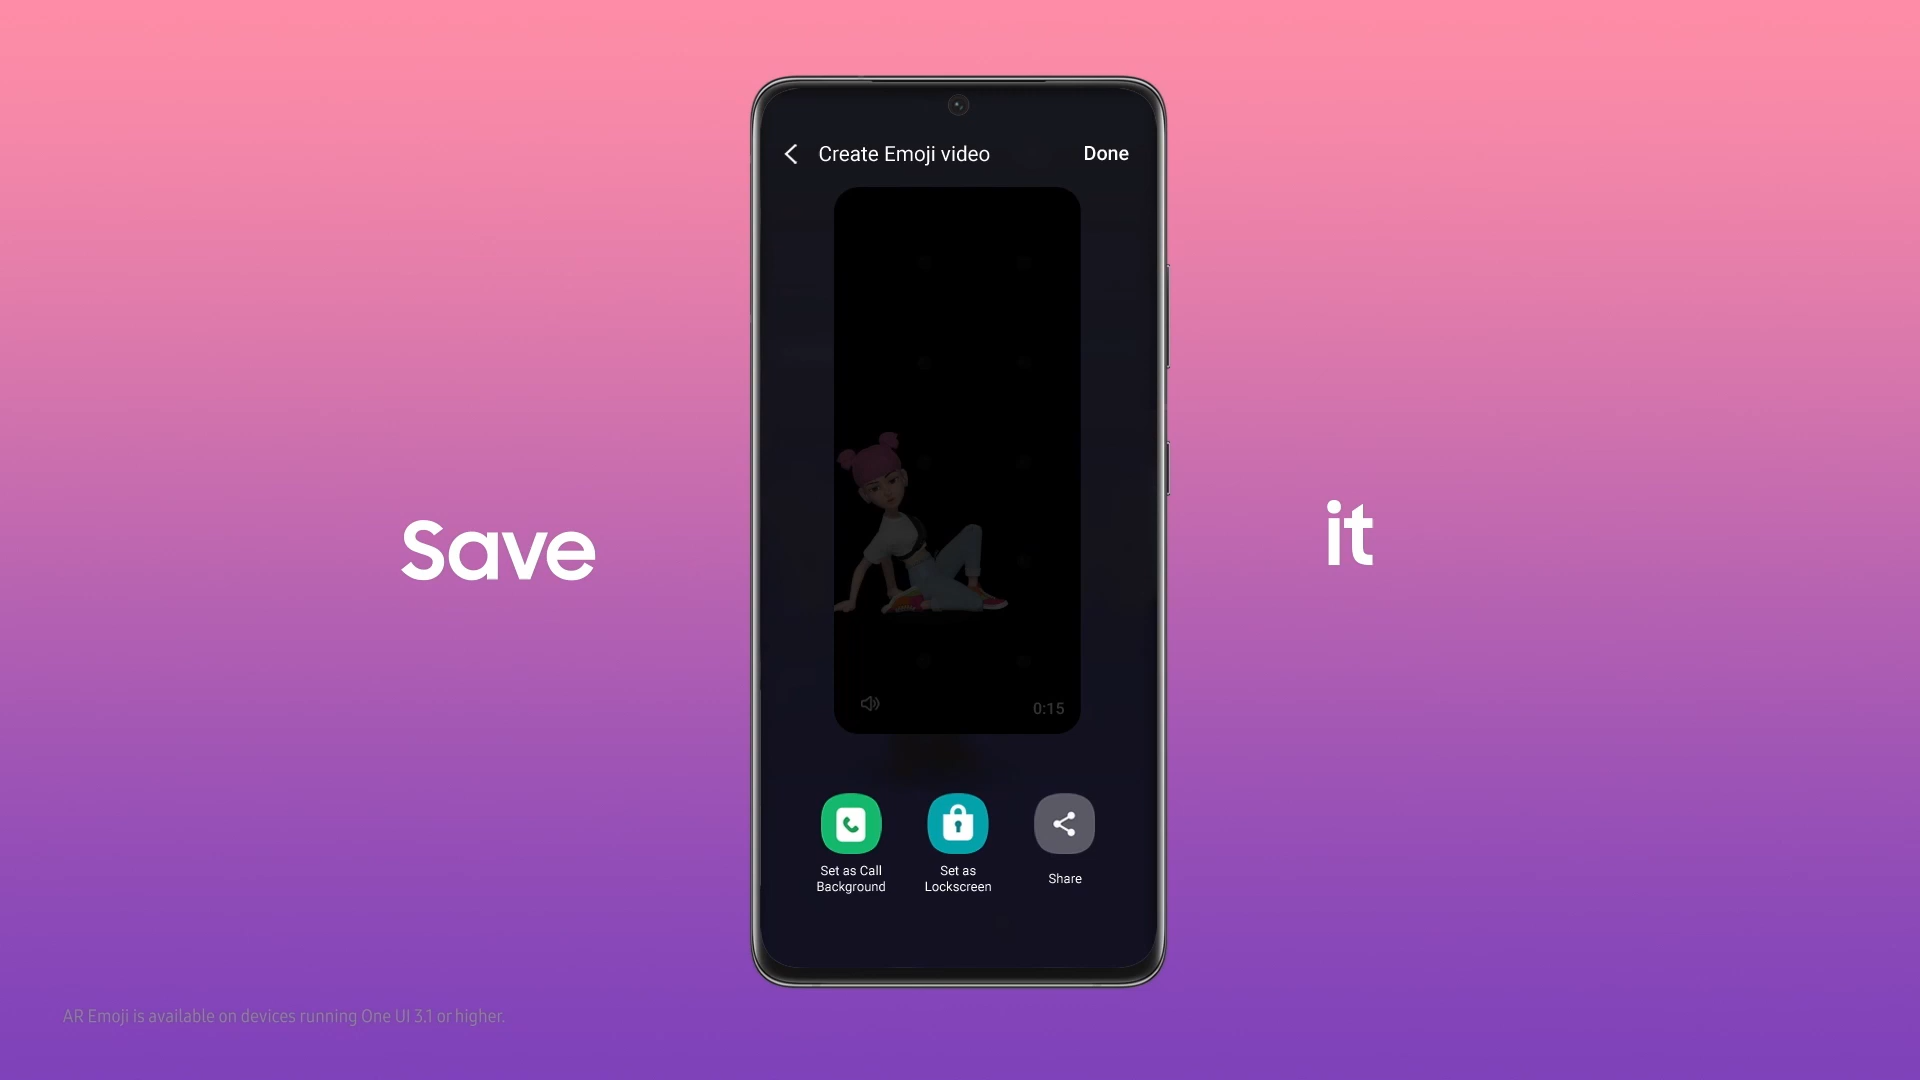 Create Emoji video
Done
Save
it
0:15
Set as Call
Background
Set as
Lockscreen
Share
AR Emoji is available on devices running One UI 3.1 or higher.